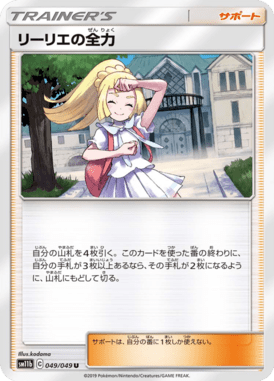 TRAINER'S サポート
リーリエの全力
自分の山札を4枚引く。このカードを使った番の終わりに、
自分の手札が3枚以上あるなら、その手札が2枚になるよう
に、山札にもどして切る。
サポートは、自分の番に1枚しか使えない。
Illus.kodama
sm11b C 049/049 U
©2019 Pokémon/Nintendo/Creatures/GAME FREAK.